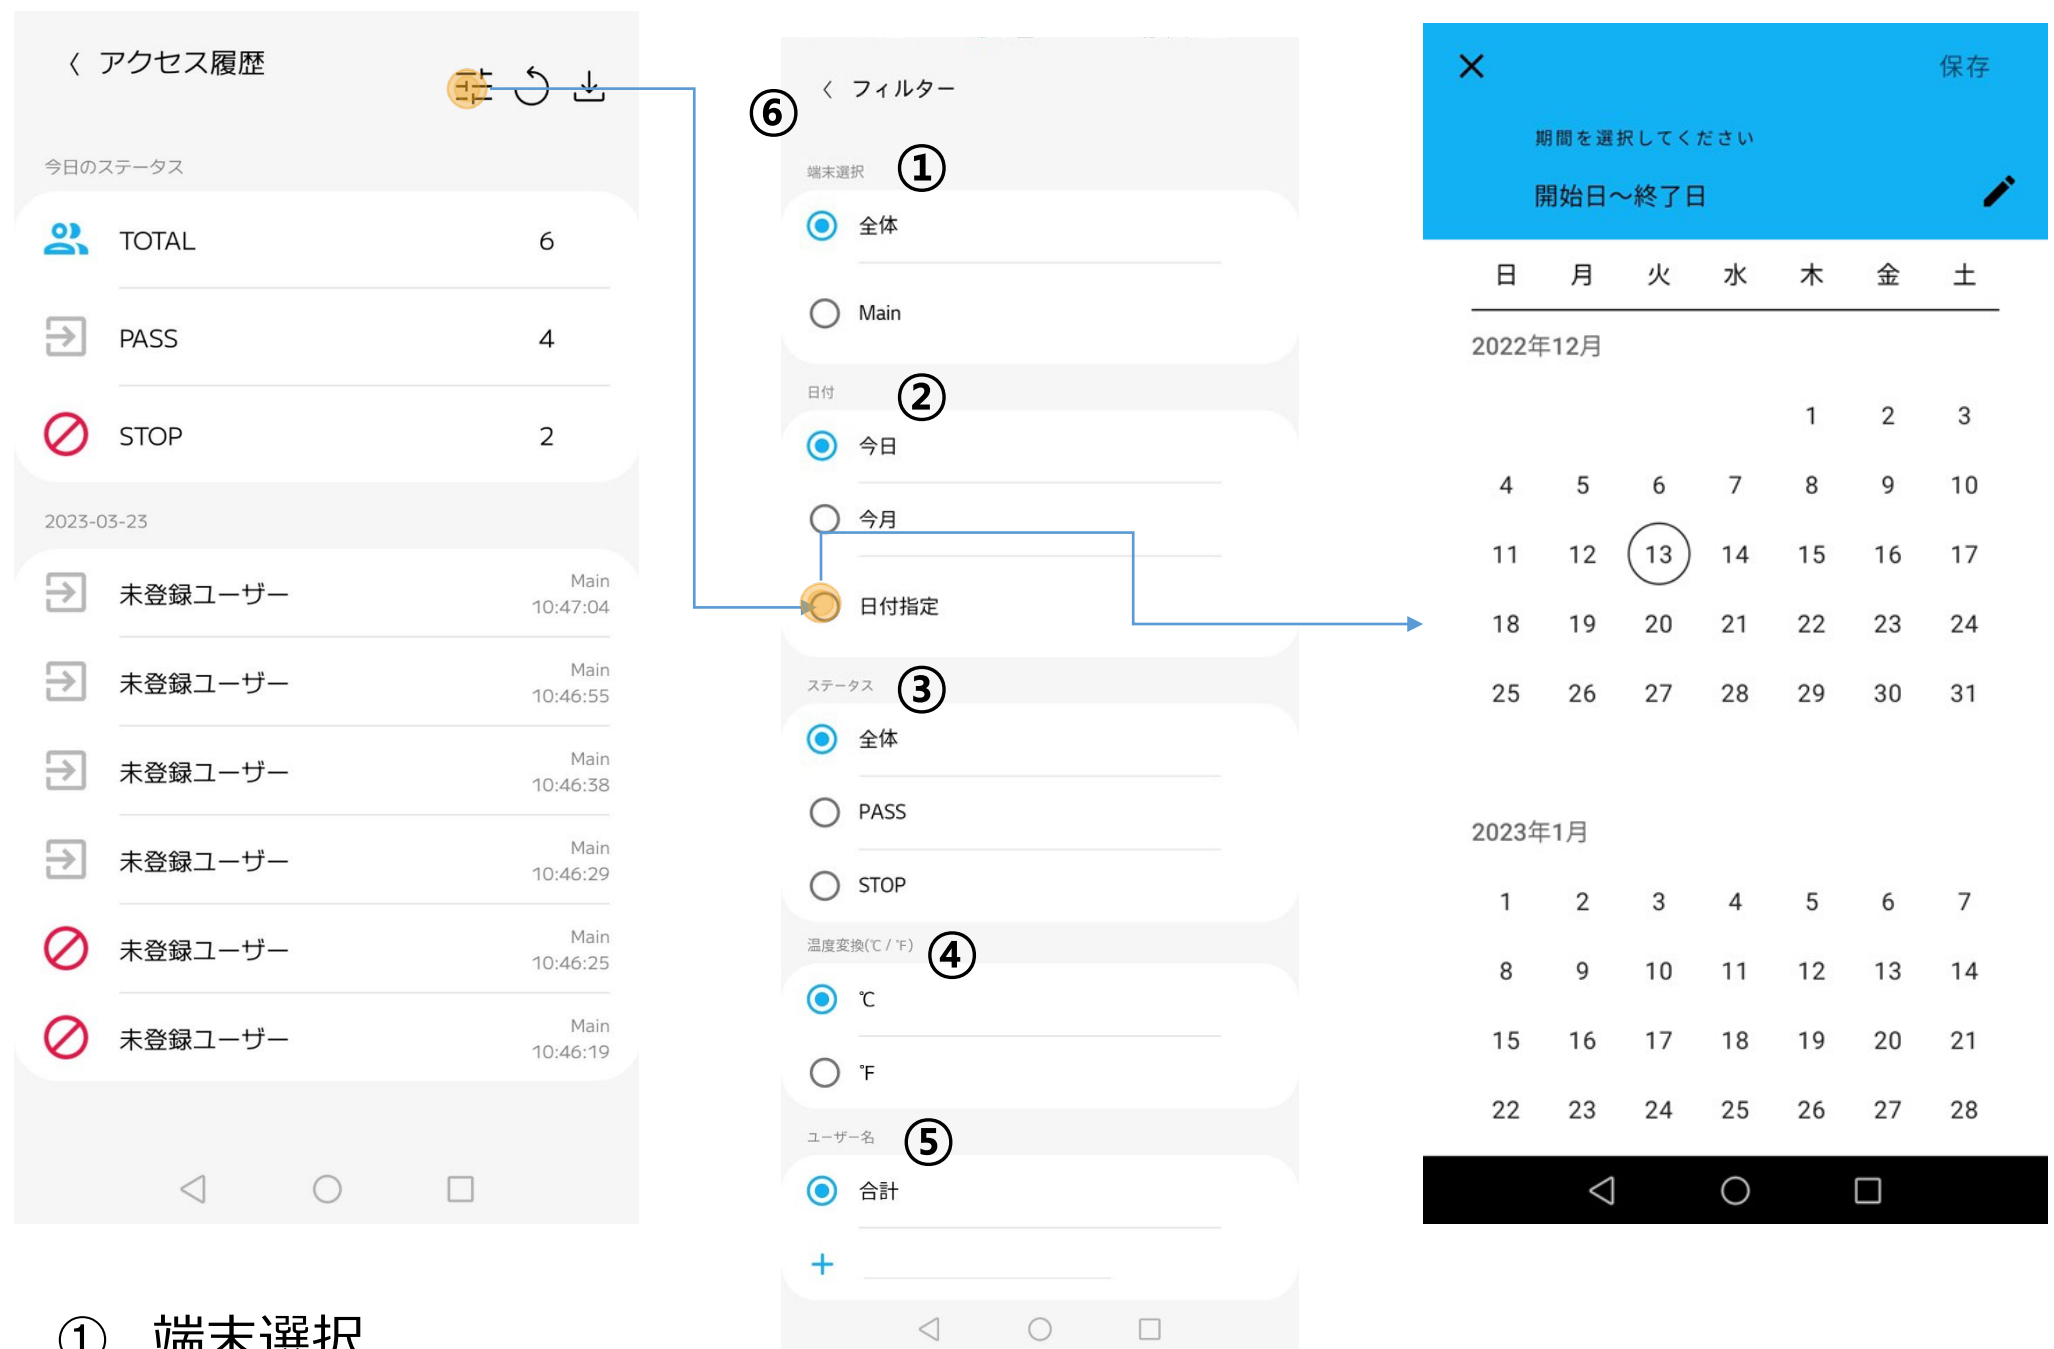 〈 アクセス履歴
今日のステータス
TOTAL 6
PASS 4
STOP 2
2023-03-23
未登録ユーザー Main 10:47:04
未登録ユーザー Main 10:46:55
未登録ユーザー Main 10:46:38
未登録ユーザー Main 10:46:29
未登録ユーザー Main 10:46:25
未登録ユーザー Main 10:46:19
⑥
〈 フィルター
端末選択 ①
全体
Main
日付 ②
今日
今月
日付指定
ステータス ③
全体
PASS
STOP
温度変換(℃ / ℉) ④
℃
℉
ユーザー名 ⑤
合計
+
保存
期間を選択してください
開始日～終了日
日 月 火 水 木 金 土
2022年12月
1 2 3
4 5 6 7 8 9 10
11 12 13 14 15 16 17
18 19 20 21 22 23 24
25 26 27 28 29 30 31
2023年1月
1 2 3 4 5 6 7
8 9 10 11 12 13 14
15 16 17 18 19 20 21
22 23 24 25 26 27 28
① 端末選択